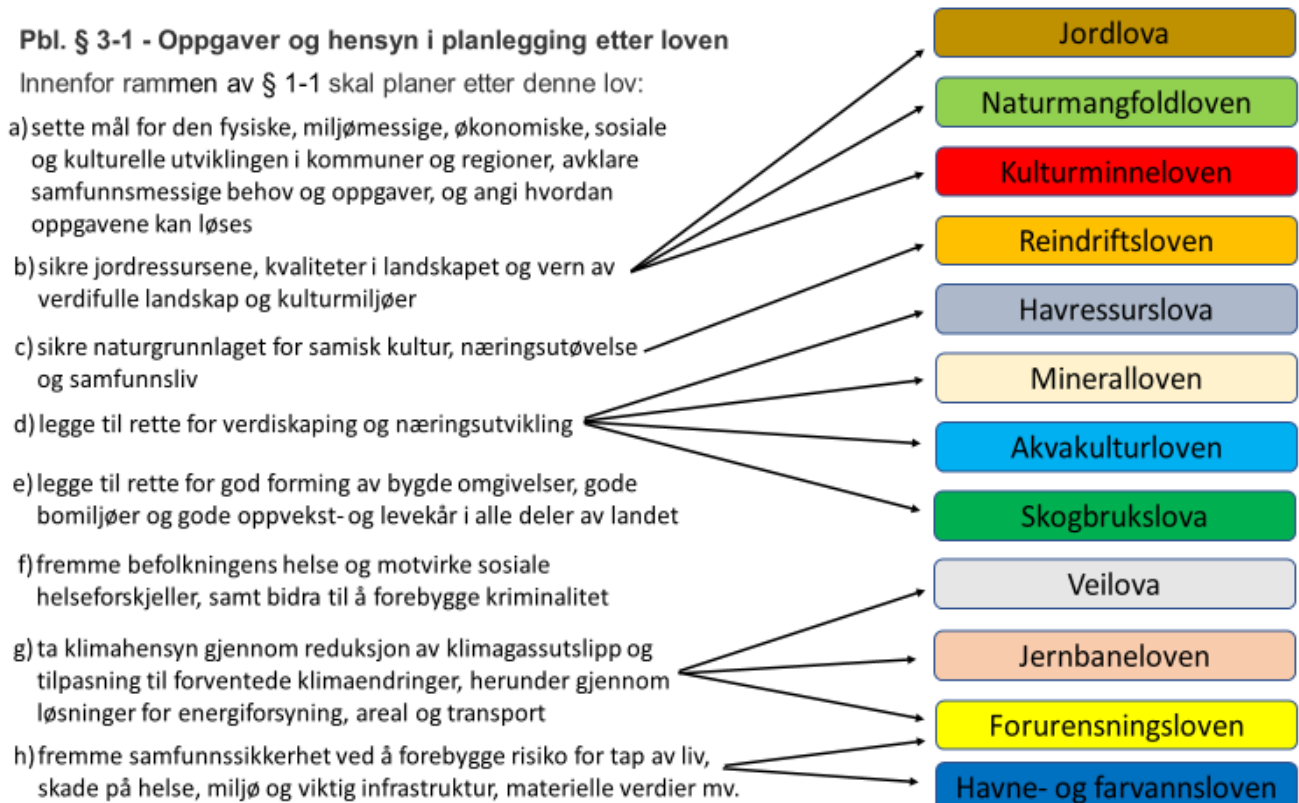 Pbl. § 3-1 - Oppgaver og hensyn i planlegging etter loven
Innenfor rammen av § 1-1 skal planer etter denne lov:
a) sette mål for den fysiske, miljømessige, økonomiske, sosiale
og kulturelle utviklingen i kommuner og regioner, avklare
samfunnsmessige behov og oppgaver, og angi hvordan
oppgavene kan løses
b) sikre jordressursene, kvaliteter i landskapet og vern av
verdifulle landskap og kulturmiljøer
c) sikre naturgrunnlaget for samisk kultur, næringsutøvelse
og samfunnsliv
d) legge til rette for verdiskaping og næringsutvikling
e) legge til rette for god forming av bygde omgivelser, gode
bomiljøer og gode oppvekst- og levekår i alle deler av landet
f) fremme befolkningens helse og motvirke sosiale
helseforskjeller, samt bidra til å forebygge kriminalitet
g) ta klimahensyn gjennom reduksjon av klimagassutslipp og
tilpasning til forventede klimaendringer, herunder gjennom
løsninger for energiforsyning, areal og transport
h) fremme samfunnssikkerhet ved å forebygge risiko for tap av liv,
skade på helse, miljø og viktig infrastruktur, materielle verdier mv.
Jordlova
Naturmangfoldloven
Kulturminneloven
Reindriftsloven
Havressurslova
Mineralloven
Akvakulturloven
Skogbrukslova
Veilova
Jernbaneloven
Forurensningsloven
Havne- og farvannsloven